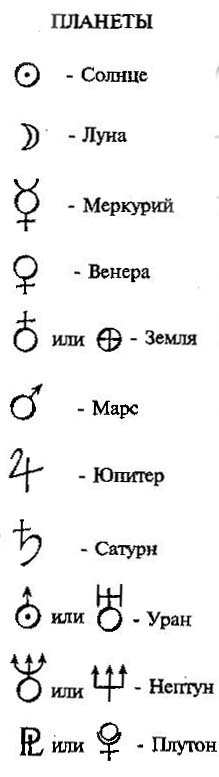 ПЛАНЕТЫ
☉ - Солнце
☽ - Луна
☿ - Меркурий
♀ - Венера
♁ или ⊕ - Земля
♂ - Марс
♃ - Юпитер
♄ - Сатурн
⛢ или ♅ - Уран
♆ или ♆ - Нептун
♇ или ⯓ - Плутон